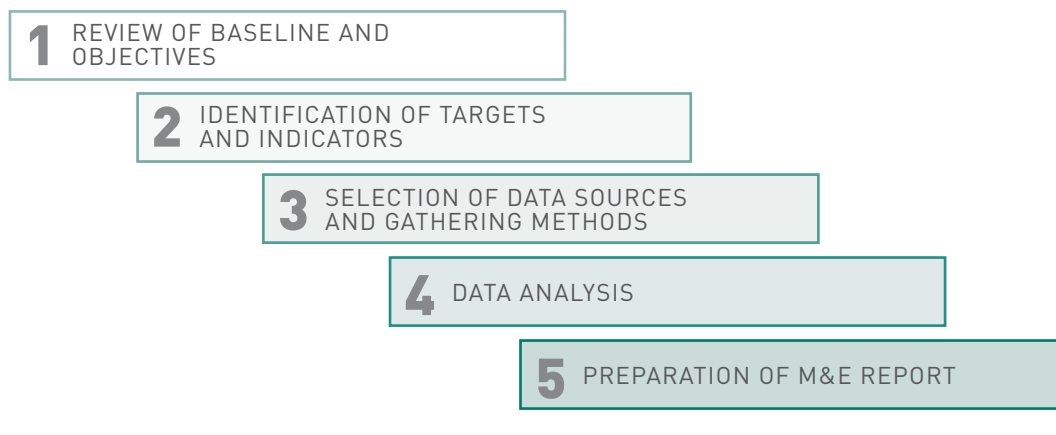 1 REVIEW OF BASELINE AND
OBJECTIVES
2 IDENTIFICATION OF TARGETS
AND INDICATORS
3 SELECTION OF DATA SOURCES
AND GATHERING METHODS
4 DATA ANALYSIS
5 PREPARATION OF M&E REPORT